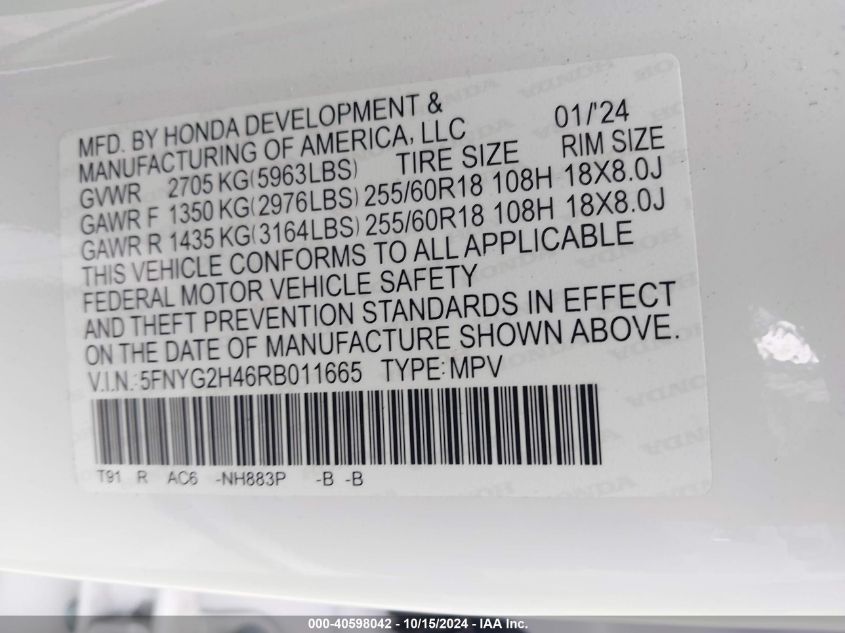 MFD. BY HONDA DEVELOPMENT &
MANUFACTURING OF AMERICA, LLC 01/'24
GVWR 2705 KG(5963LBS) TIRE SIZE RIM SIZE
GAWR F 1350 KG(2976LBS) 255/60R18 108H 18X8.0J
GAWR R 1435 KG(3164LBS) 255/60R18 108H 18X8.0J
THIS VEHICLE CONFORMS TO ALL APPLICABLE
FEDERAL MOTOR VEHICLE SAFETY
AND THEFT PREVENTION STANDARDS IN EFFECT
ON THE DATE OF MANUFACTURE SHOWN ABOVE.
V.I.N.:5FNYG2H46RB011665 TYPE:MPV
T91 R AC6 -NH883P -B -B
000-40598042 - 10/15/2024 - IAA Inc.